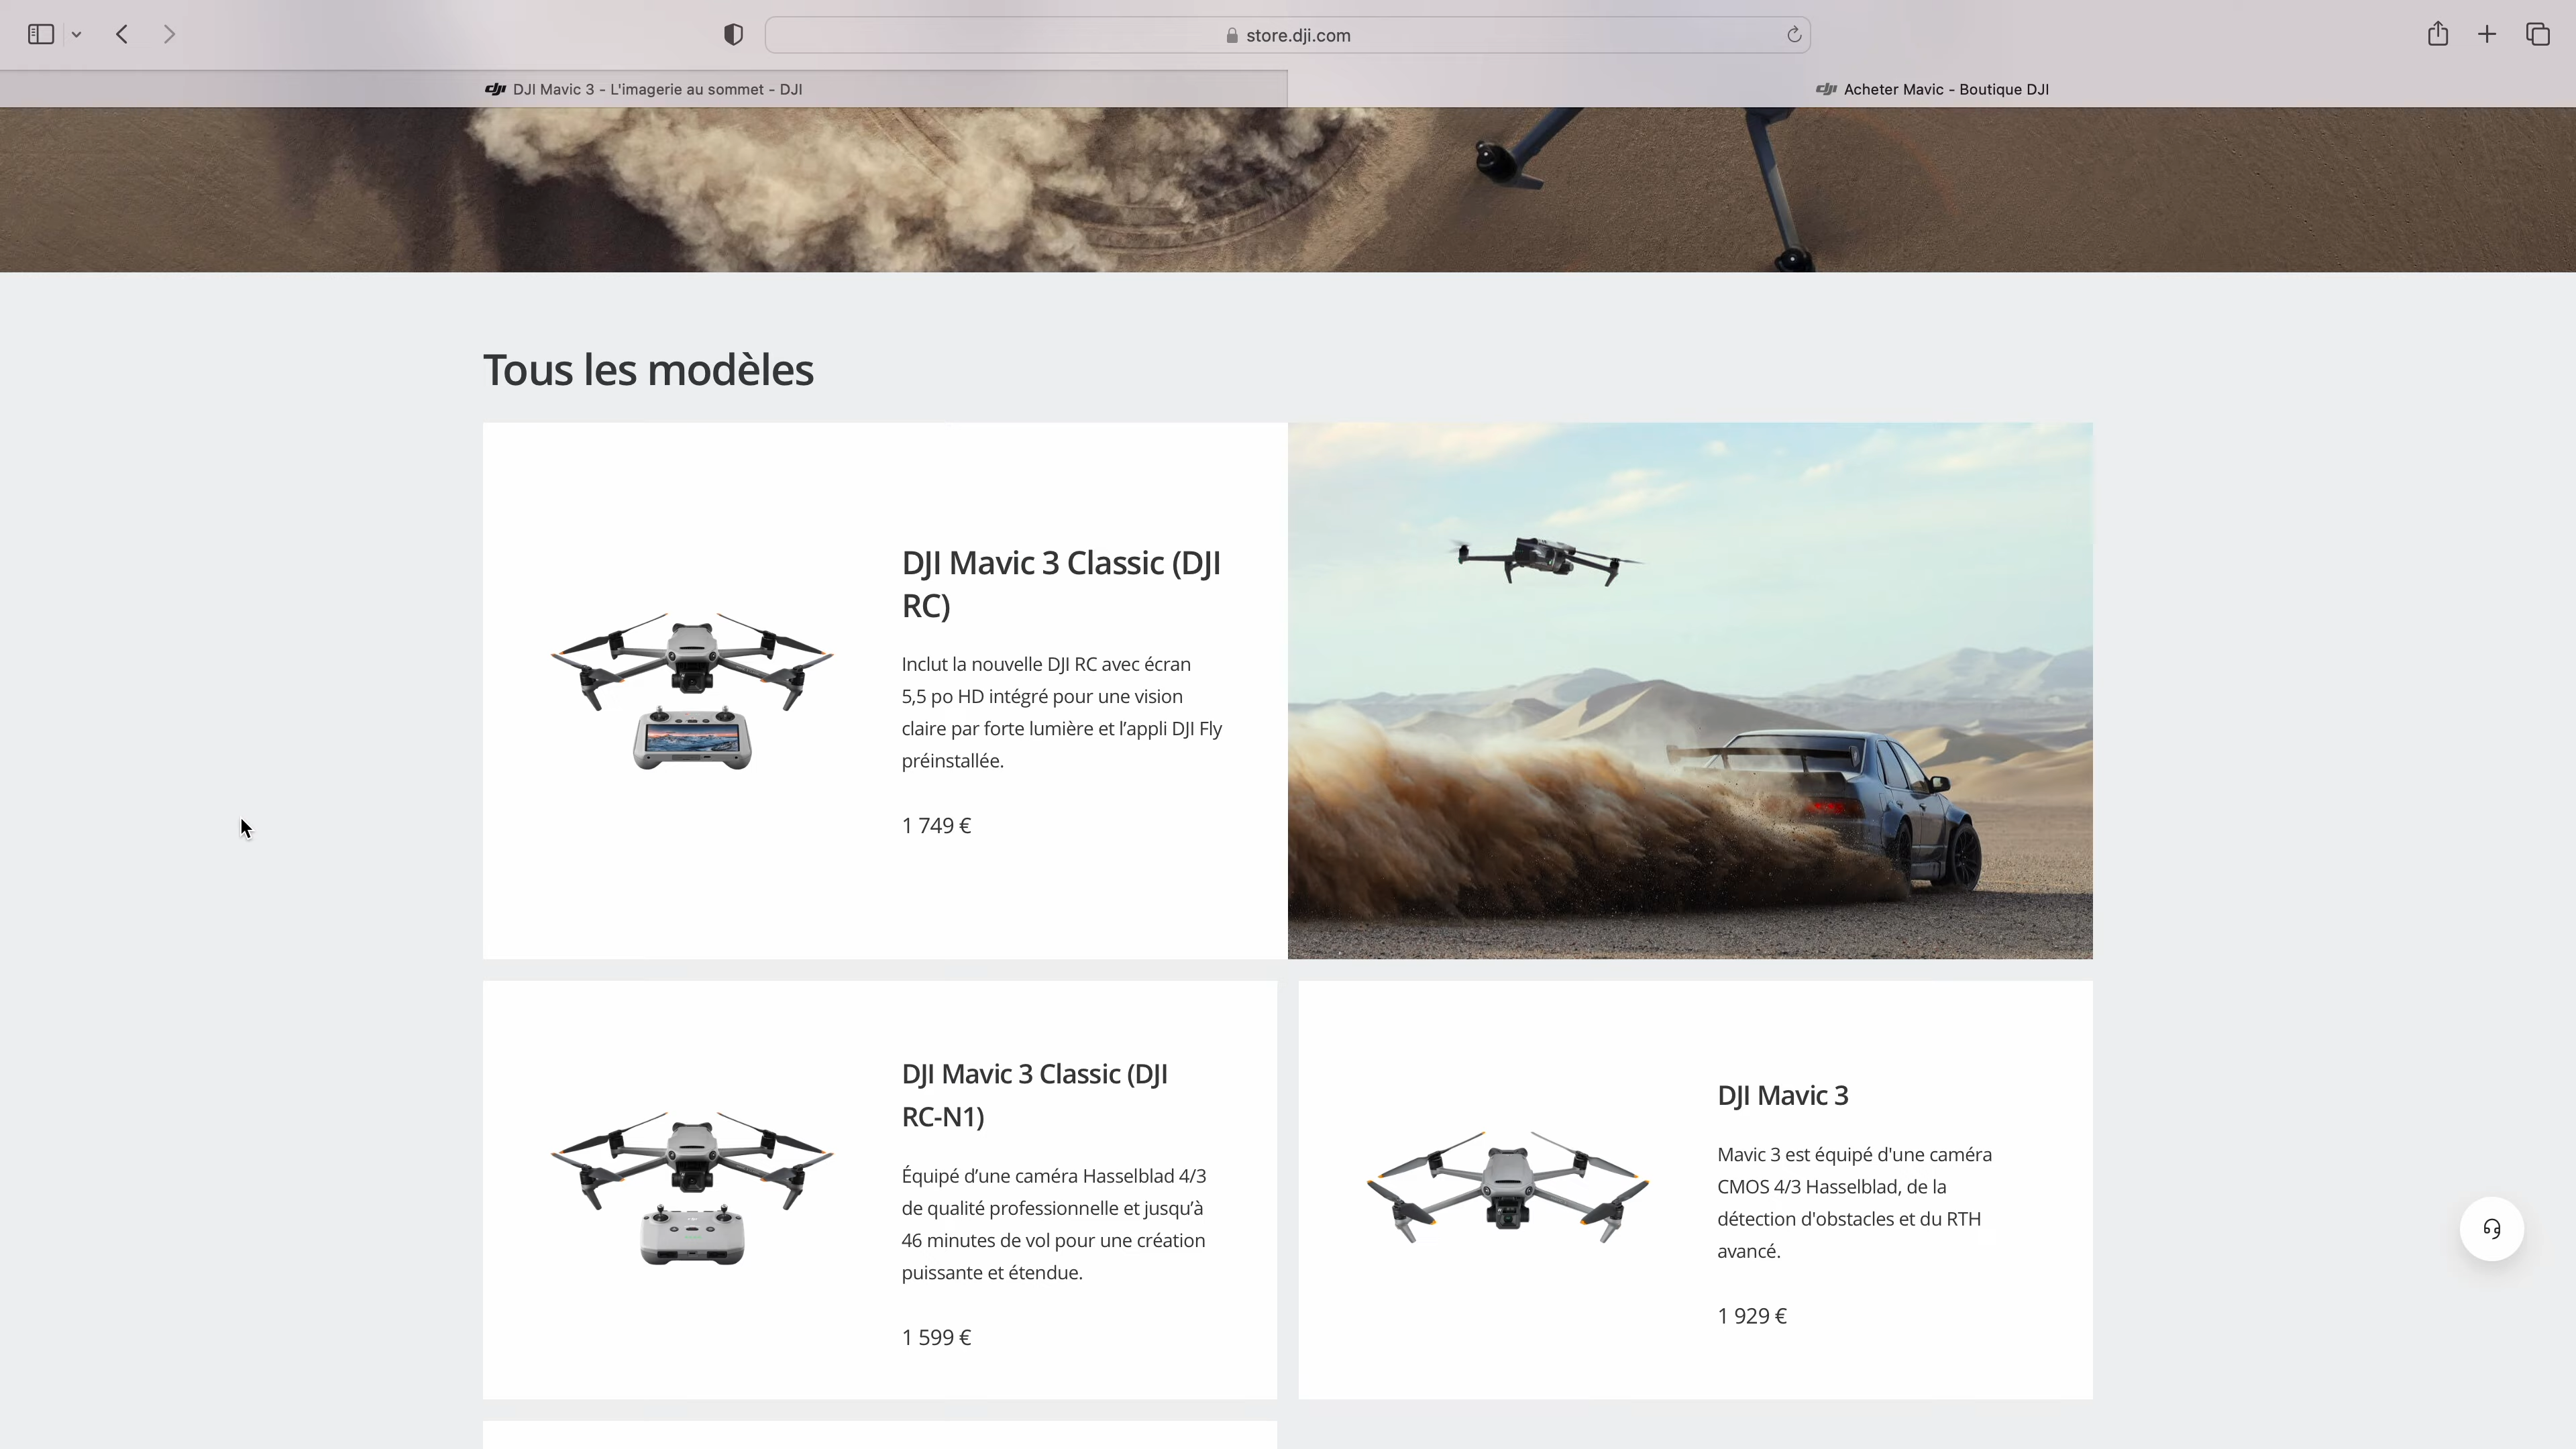 store.dji.com
dji DJI Mavic 3 - L'imagerie au sommet - DJI
dji Acheter Mavic - Boutique DJI
Tous les modèles
DJI Mavic 3 Classic (DJI
RC)
Inclut la nouvelle DJI RC avec écran
5,5 po HD intégré pour une vision
claire par forte lumière et l’appli DJI Fly
préinstallée.
1 749 €
DJI Mavic 3 Classic (DJI
RC-N1)
Équipé d’une caméra Hasselblad 4/3
de qualité professionnelle et jusqu’à
46 minutes de vol pour une création
puissante et étendue.
1 599 €
DJI Mavic 3
Mavic 3 est équipé d'une caméra
CMOS 4/3 Hasselblad, de la
détection d'obstacles et du RTH
avancé.
1 929 €